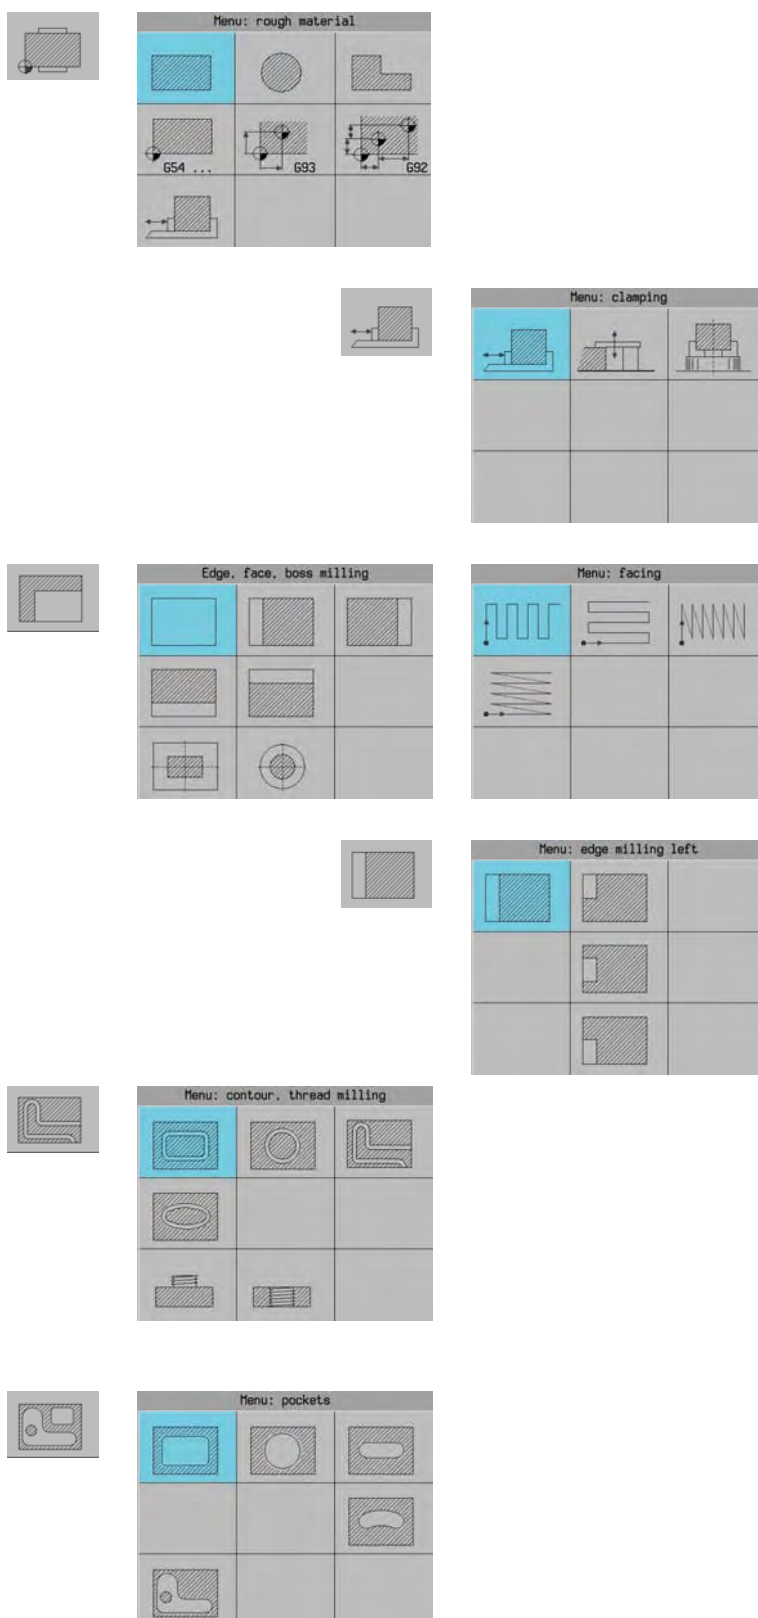 Menu: rough material
G54 ...
G93
G92
Menu: clamping
Edge, face, boss milling
Menu: facing
Menu: edge milling left
Menu: contour, thread milling
Menu: pockets